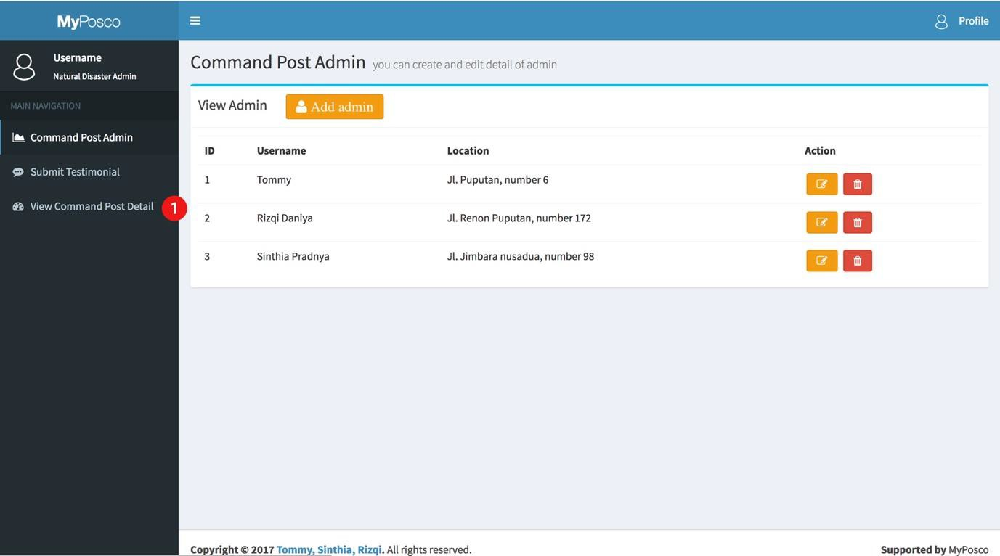 MyPosco
Profile
Username
Natural Disaster Admin
MAIN NAVIGATION
Command Post Admin
Submit Testimonial
View Command Post Detail
1
Command Post Admin you can create and edit detail of admin
View Admin Add admin
ID Username Location Action
1 Tommy Jl. Puputan, number 6
2 Rizqi Daniya Jl. Renon Puputan, number 172
3 Sinthia Pradnya Jl. Jimbara nusadua, number 98
Copyright © 2017 Tommy, Sinthia, Rizqi. All rights reserved.
Supported by MyPosco